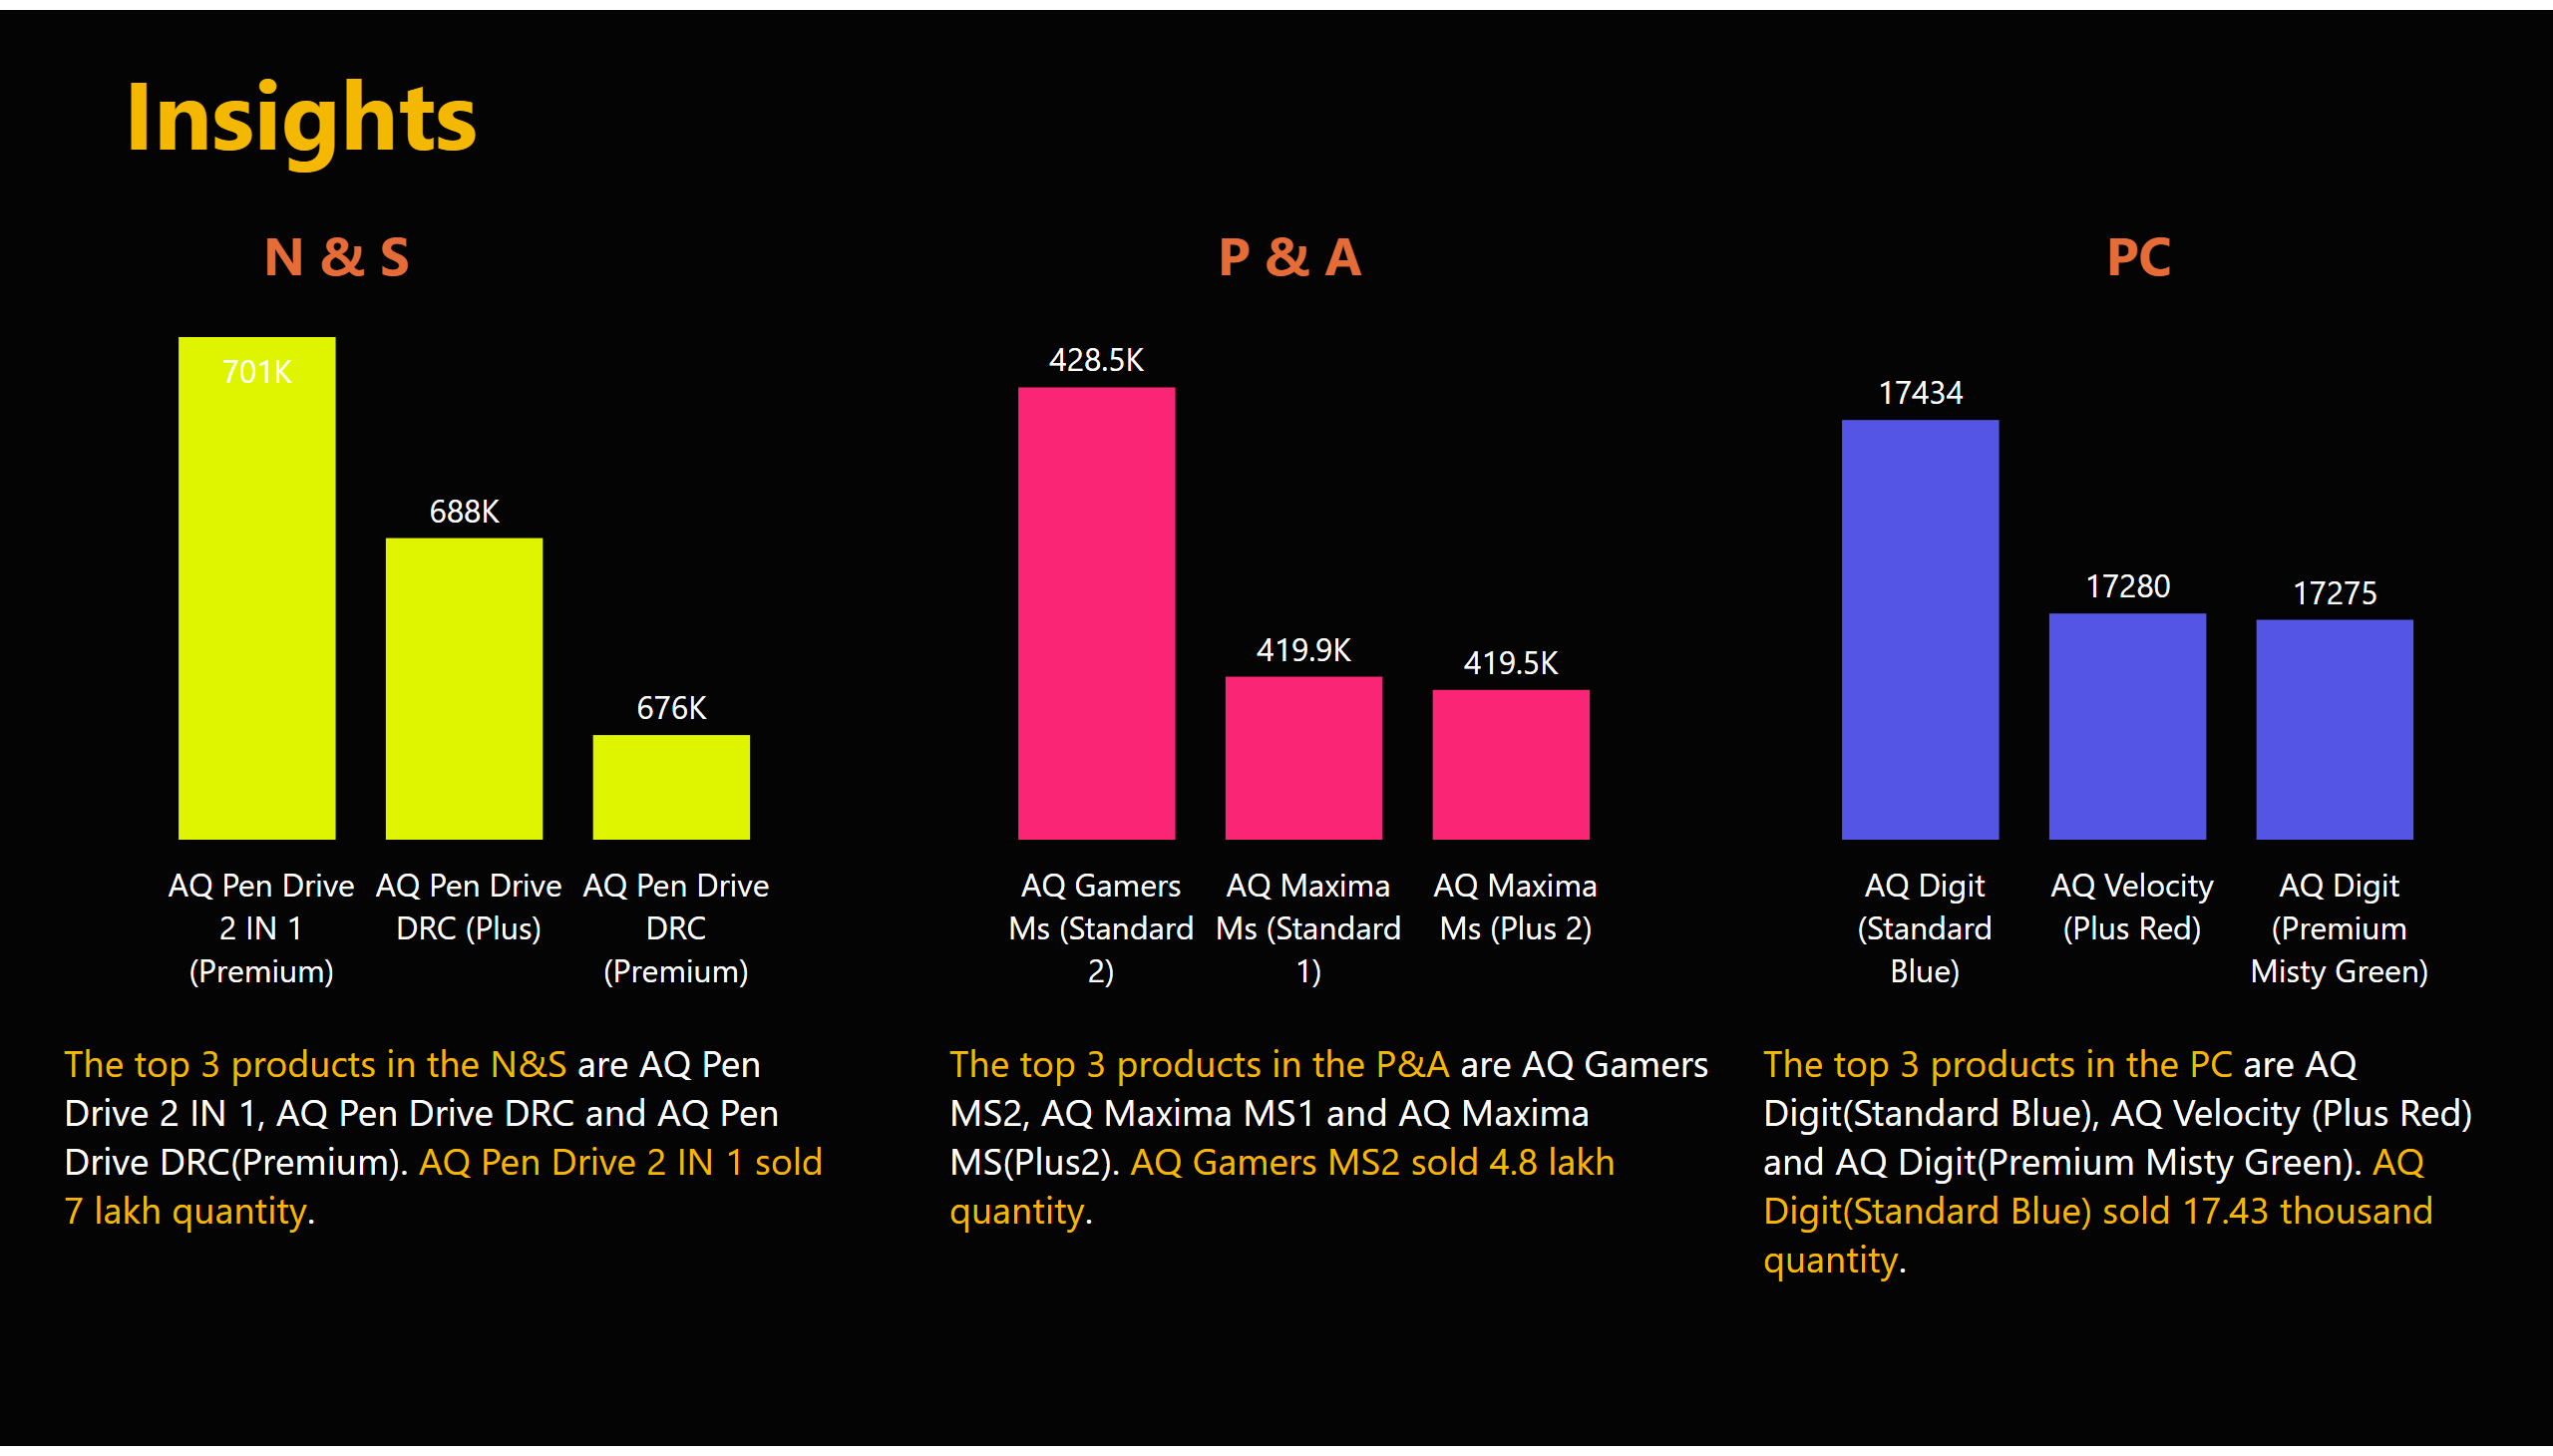 Insights
N & S
701K
688K
676K
AQ Pen Drive
2 IN 1
(Premium)
AQ Pen Drive
DRC (Plus)
AQ Pen Drive
DRC
(Premium)
The top 3 products in the N&S are AQ Pen
Drive 2 IN 1, AQ Pen Drive DRC and AQ Pen
Drive DRC(Premium). AQ Pen Drive 2 IN 1 sold
7 lakh quantity.
P & A
428.5K
419.9K
419.5K
AQ Gamers
Ms (Standard
2)
AQ Maxima
Ms (Standard
1)
AQ Maxima
Ms (Plus 2)
The top 3 products in the P&A are AQ Gamers
MS2, AQ Maxima MS1 and AQ Maxima
MS(Plus2). AQ Gamers MS2 sold 4.8 lakh
quantity.
PC
17434
17280
17275
AQ Digit
(Standard
Blue)
AQ Velocity
(Plus Red)
AQ Digit
(Premium
Misty Green)
The top 3 products in the PC are AQ
Digit(Standard Blue), AQ Velocity (Plus Red)
and AQ Digit(Premium Misty Green). AQ
Digit(Standard Blue) sold 17.43 thousand
quantity.